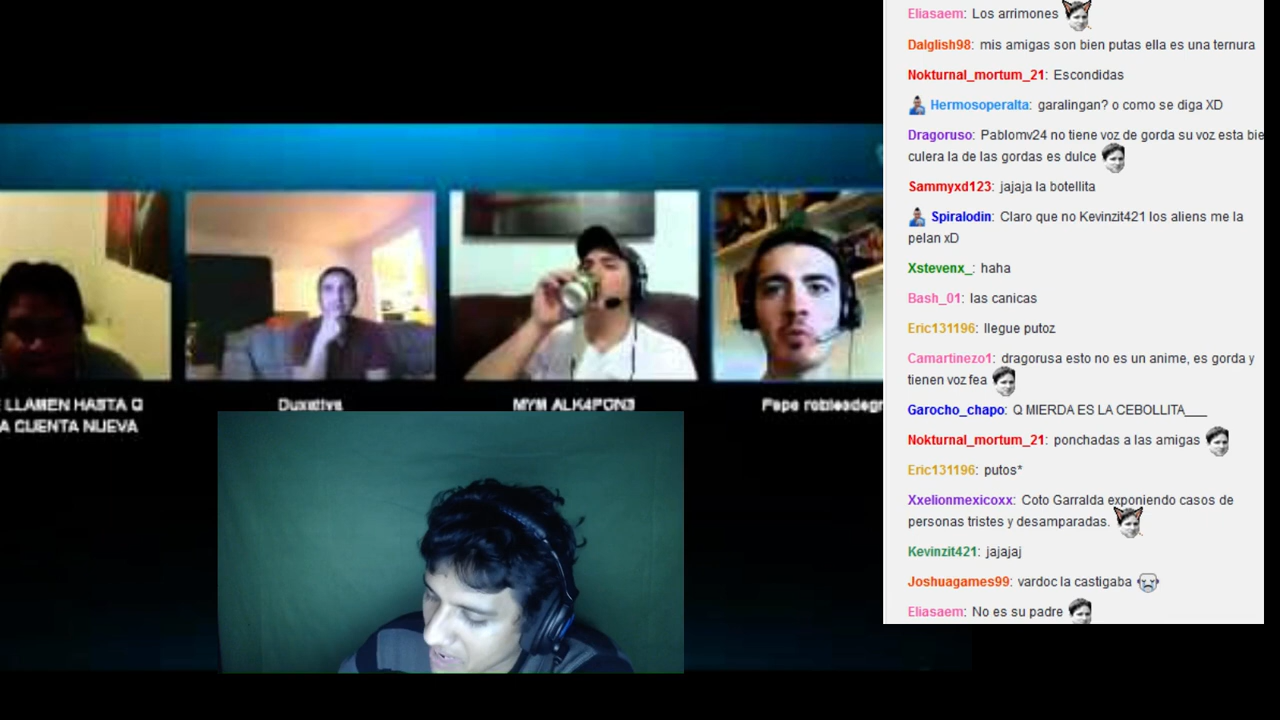 LLAMEN HASTA Q
A CUENTA NUEVA
Duxativa
MYM ALK4PON3
Pepe roblesdegr
Eliasaem: Los arrimones
Dalglish98: mis amigas son bien putas ella es una ternura
Nokturnal_mortum_21: Escondidas
Hermosoperalta: garalingan? o como se diga XD
Dragoruso: Pablomv24 no tiene voz de gorda su voz esta bie
culera la de las gordas es dulce
Sammyxd123: jajaja la botellita
Spiralodin: Claro que no Kevinzit421 los aliens me la
pelan xD
Xstevenx_: haha
Bash_01: las canicas
Eric131196: llegue putoz
Camartinezo1: dragorusa esto no es un anime, es gorda y
tienen voz fea
Garocho_chapo: Q MIERDA ES LA CEBOLLITA___
Nokturnal_mortum_21: ponchadas a las amigas
Eric131196: putos*
Xxelionmexicoxx: Coto Garralda exponiendo casos de
personas tristes y desamparadas.
Kevinzit421: jajajaj
Joshuagames99: vardoc la castigaba
Eliasaem: No es su padre